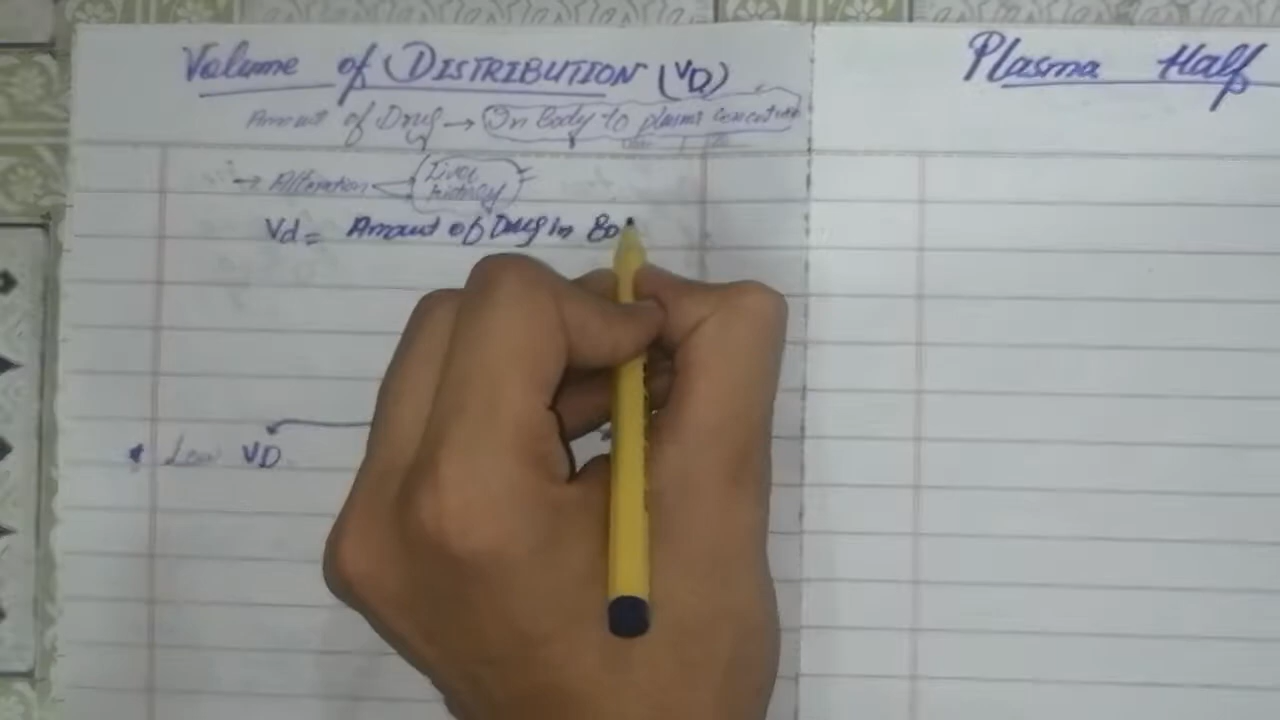 Volume of DISTRIBUTION (VD)
Amount of Drug → In body to plasma
→ Alteration Liver
kidney
Vd = Amount of Drug in Bo
Low VD
Plasma Half